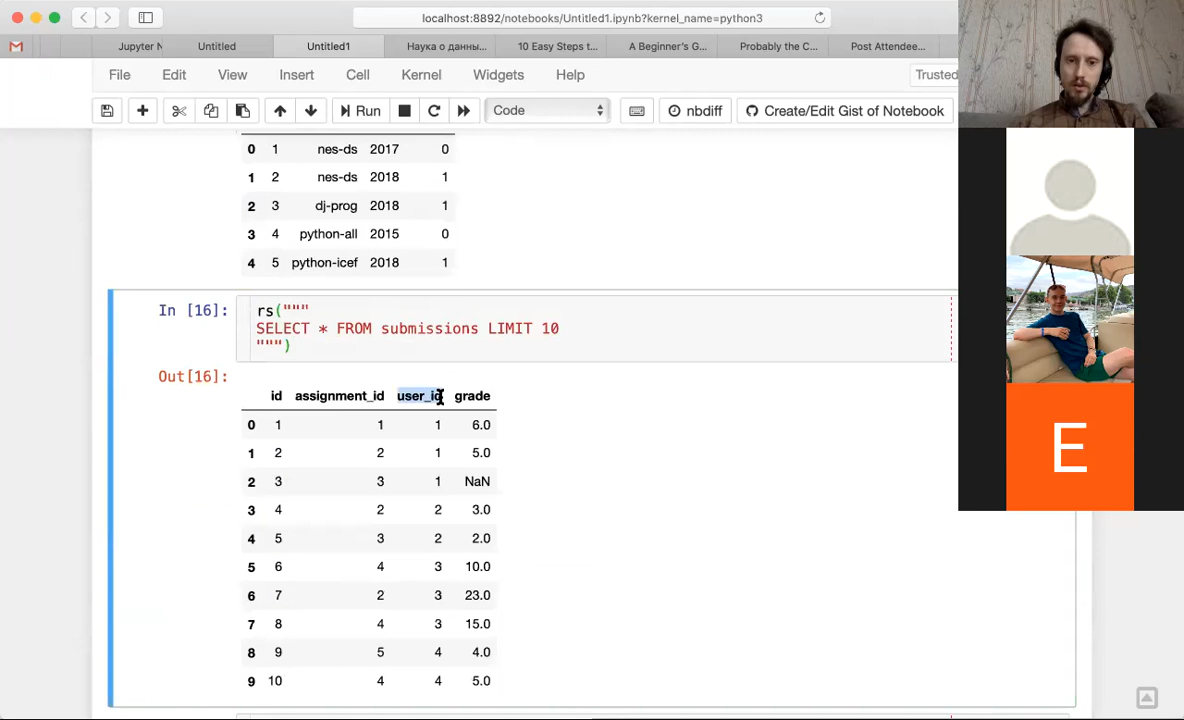 localhost:8892/notebooks/Untitled1.ipynb?kernel_name=python3
Jupyter N Untitled Untitled1 Наука о данны... 10 Easy Steps t... A Beginner's G... Probably the C... Post Attendee...
File Edit View Insert Cell Kernel Widgets Help Trusted
Run Code nbdiff Create/Edit Gist of Notebook
0 1 nes-ds 2017 0
1 2 nes-ds 2018 1
2 3 dj-prog 2018 1
3 4 python-all 2015 0
4 5 python-icef 2018 1
In [16]: rs("""
SELECT * FROM submissions LIMIT 10
""")
Out[16]:
id assignment_id user_id grade
0 1 1 1 6.0
1 2 2 1 5.0
2 3 3 1 NaN
3 4 2 2 3.0
4 5 3 2 2.0
5 6 4 3 10.0
6 7 2 3 23.0
7 8 4 3 15.0
8 9 5 4 4.0
9 10 4 4 5.0
E